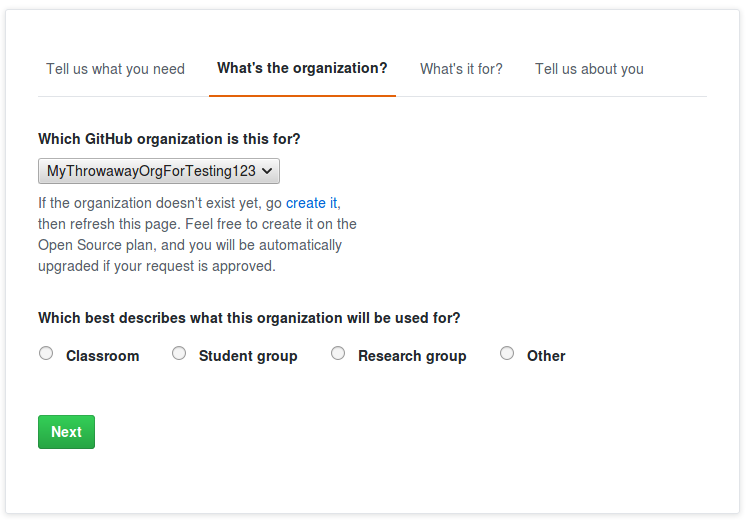 Tell us what you need What's the organization? What's it for? Tell us about you
Which GitHub organization is this for?
MyThrowawayOrgForTesting123
If the organization doesn't exist yet, go create it,
then refresh this page. Feel free to create it on the
Open Source plan, and you will be automatically
upgraded if your request is approved.
Which best describes what this organization will be used for?
Classroom Student group Research group Other
Next